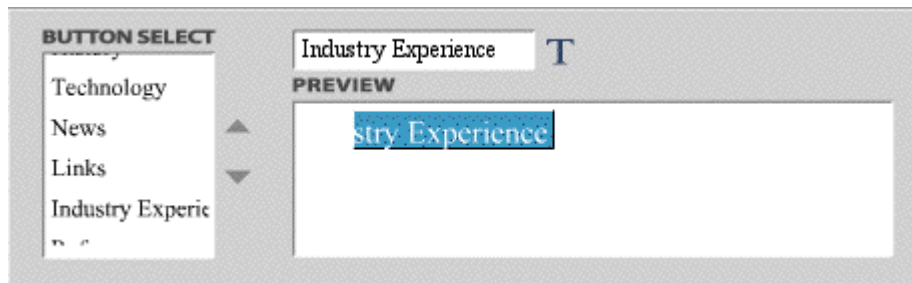 BUTTON SELECT
Technology
News
Links
Industry Experie
Industry Experience
T
PREVIEW
stry Experience